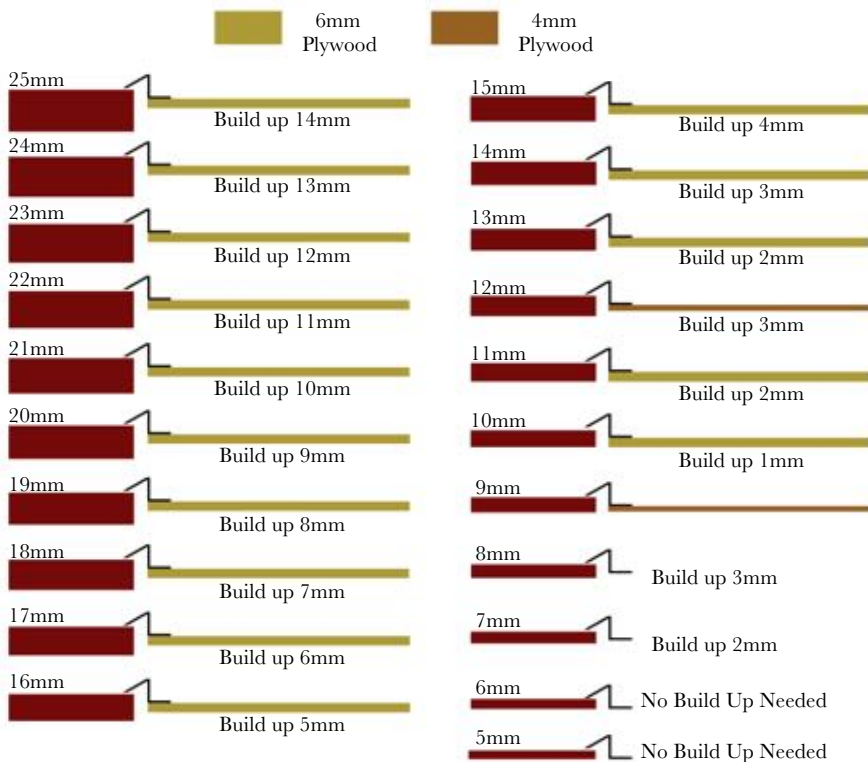 6mm
Plywood
4mm
Plywood
25mm
Build up 14mm
24mm
Build up 13mm
23mm
Build up 12mm
22mm
Build up 11mm
21mm
Build up 10mm
20mm
Build up 9mm
19mm
Build up 8mm
18mm
Build up 7mm
17mm
Build up 6mm
16mm
Build up 5mm
15mm
Build up 4mm
14mm
Build up 3mm
13mm
Build up 2mm
12mm
Build up 3mm
11mm
Build up 2mm
10mm
Build up 1mm
9mm
8mm
Build up 3mm
7mm
Build up 2mm
6mm
No Build Up Needed
5mm
No Build Up Needed